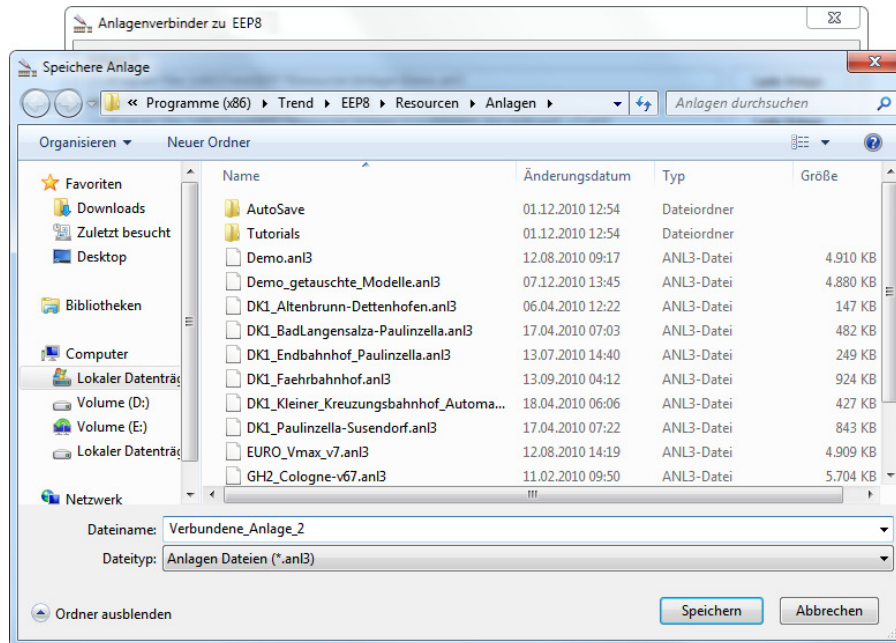 Anlagenverbinder zu EEP8
Speichere Anlage
« Programme (x86) ▸ Trend ▸ EEP8 ▸ Resourcen ▸ Anlagen ▸ Anlagen durchsuchen
Organisieren Neuer Ordner
Name Änderungsdatum Typ Größe
Favoriten
Downloads
Zuletzt besucht
Desktop
Bibliotheken
Computer
Lokaler Datenträg
Volume (D:)
Volume (E:)
Lokaler Datenträg
Netzwerk
AutoSave 01.12.2010 12:54 Dateiordner
Tutorials 01.12.2010 12:54 Dateiordner
Demo.anl3 12.08.2010 09:17 ANL3-Datei 4.910 KB
Demo_getauschte_Modelle.anl3 07.12.2010 13:45 ANL3-Datei 4.880 KB
DK1_Altenbrunn-Dettenhofen.anl3 06.04.2010 12:22 ANL3-Datei 147 KB
DK1_BadLangensalza-Paulinzella.anl3 17.04.2010 07:03 ANL3-Datei 482 KB
DK1_Endbahnhof_Paulinzella.anl3 13.07.2010 14:40 ANL3-Datei 249 KB
DK1_Faehrbahnhof.anl3 13.09.2010 04:12 ANL3-Datei 924 KB
DK1_Kleiner_Kreuzungsbahnhof_Automa... 18.04.2010 06:06 ANL3-Datei 427 KB
DK1_Paulinzella-Susendorf.anl3 17.04.2010 07:22 ANL3-Datei 843 KB
EURO_Vmax_v7.anl3 12.08.2010 14:19 ANL3-Datei 4.909 KB
GH2_Cologne-v67.anl3 11.02.2010 09:50 ANL3-Datei 5.704 KB
Dateiname: Verbundene_Anlage_2
Dateityp: Anlagen Dateien (*.anl3)
Ordner ausblenden Speichern Abbrechen